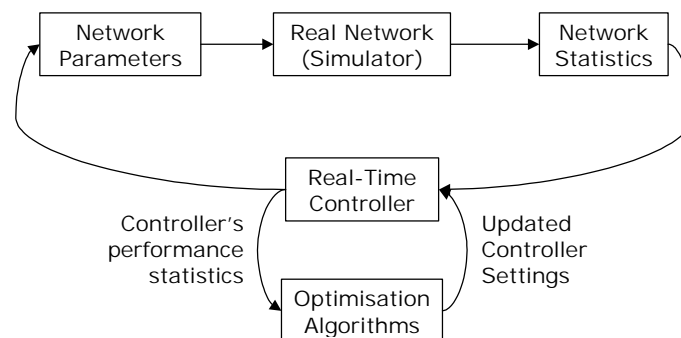 Network
Parameters
Real Network
(Simulator)
Network
Statistics
Real-Time
Controller
Controller's
performance
statistics
Updated
Controller
Settings
Optimisation
Algorithms